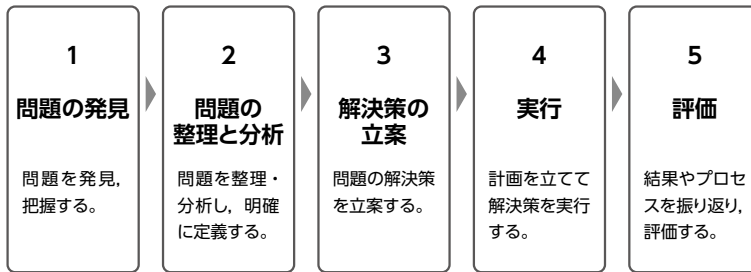 1
問題の発見
問題を発見，
把握する。
2
問題の
整理と分析
問題を整理・
分析し，明確
に定義する。
3
解決策の
立案
問題の解決策
を立案する。
4
実行
計画を立てて
解決策を実行
する。
5
評価
結果やプロセ
スを振り返り，
評価する。